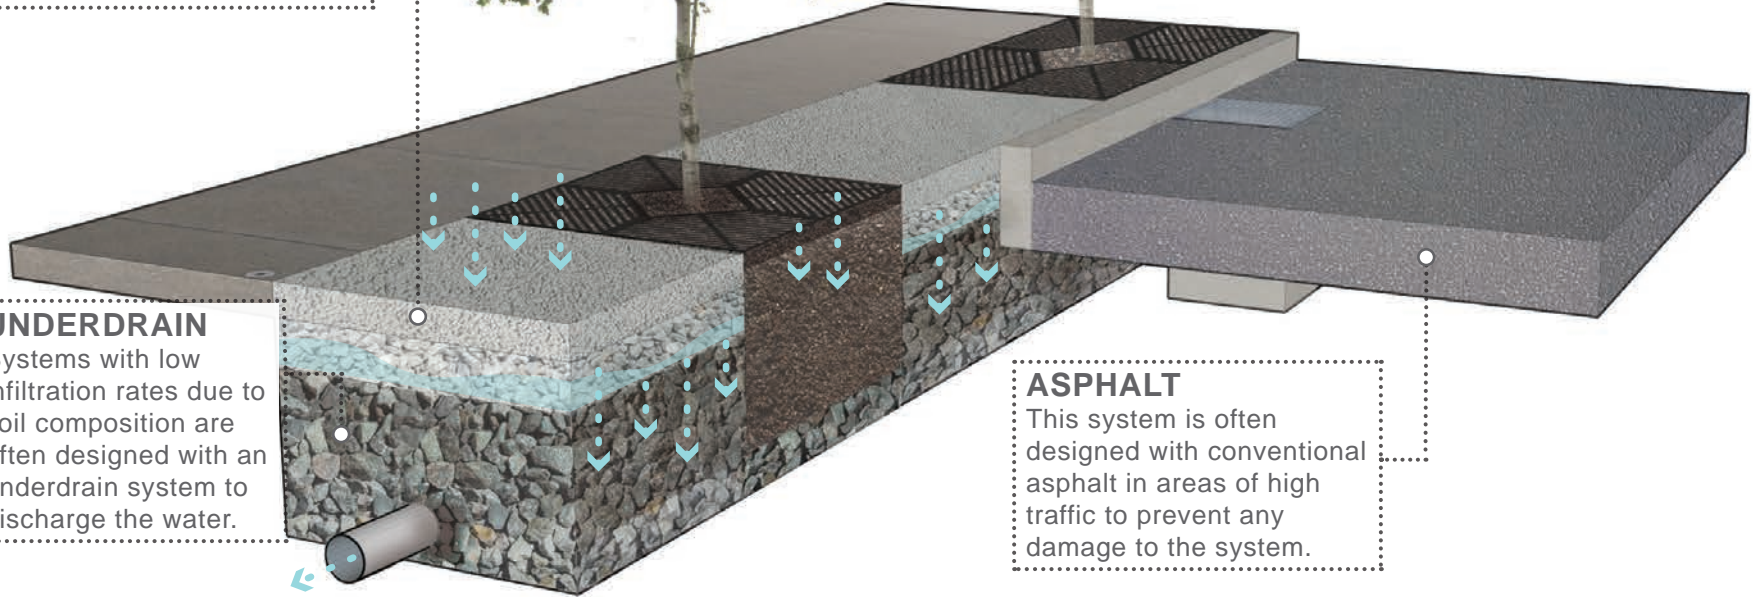 UNDERDRAIN
ystems with low
nfiltration rates due to
oil composition are
ften designed with an
nderdrain system to
ischarge the water.
ASPHALT
This system is often
designed with conventional
asphalt in areas of high
traffic to prevent any
damage to the system.